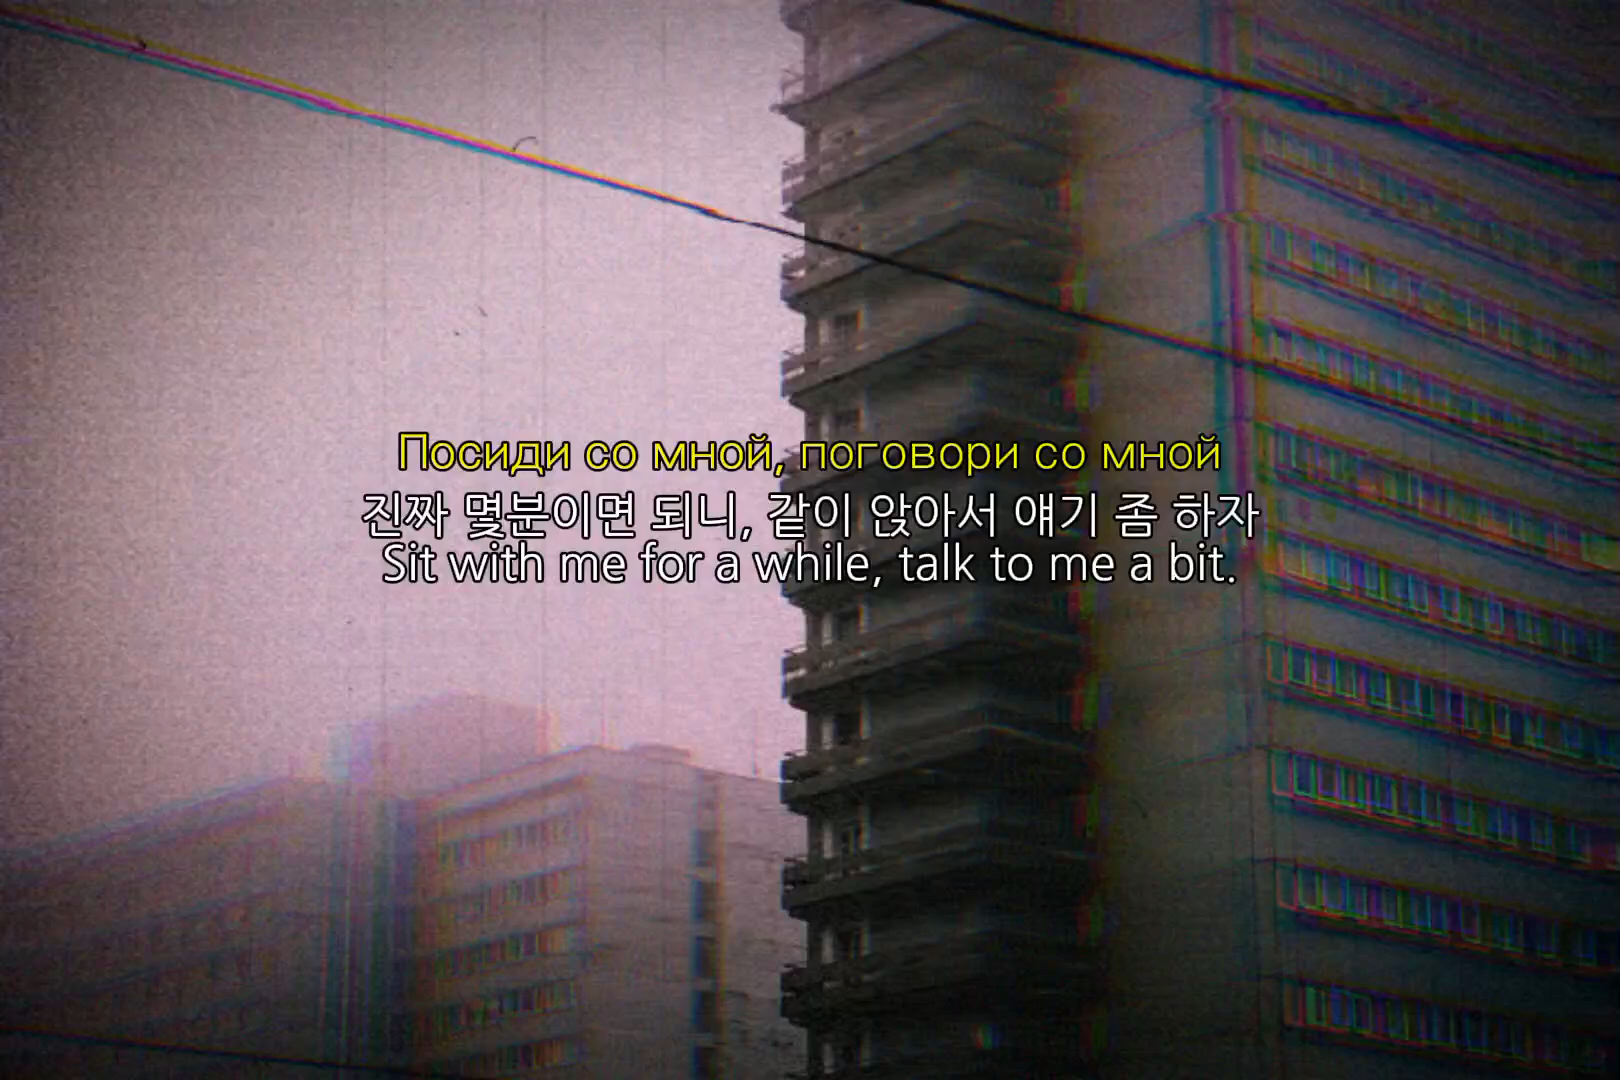 Посиди со мной, поговори со мной
진짜 몇분이면 되니, 같이 앉아서 얘기 좀 하자
Sit with me for a while, talk to me a bit.